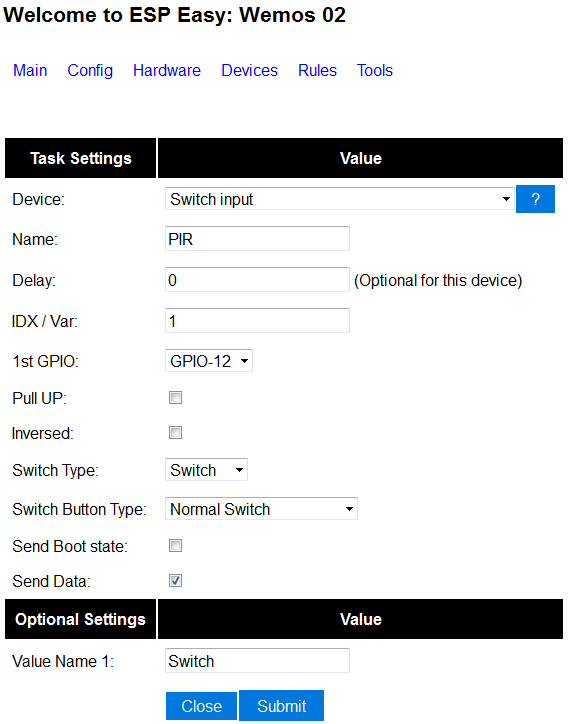 Welcome to ESP Easy: Wemos 02
Main Config Hardware Devices Rules Tools
Task Settings Value
Device: Switch input ?
Name: PIR
Delay: 0 (Optional for this device)
IDX / Var: 1
1st GPIO: GPIO-12
Pull UP:
Inversed:
Switch Type: Switch
Switch Button Type: Normal Switch
Send Boot state:
Send Data:
Optional Settings Value
Value Name 1: Switch
Close Submit